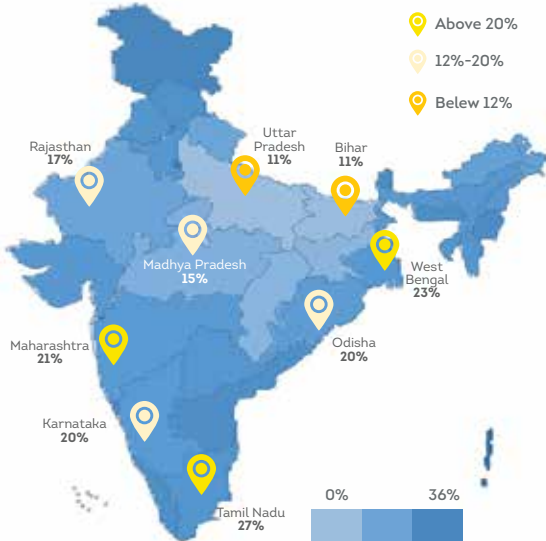 Above 20%
12%-20%
Belew 12%
Rajasthan
17%
Uttar
Pradesh
11%
Bihar
11%
Madhya Pradesh
15%
West
Bengal
23%
Maharashtra
21%
Odisha
20%
Karnataka
20%
Tamil Nadu
27%
0%
36%